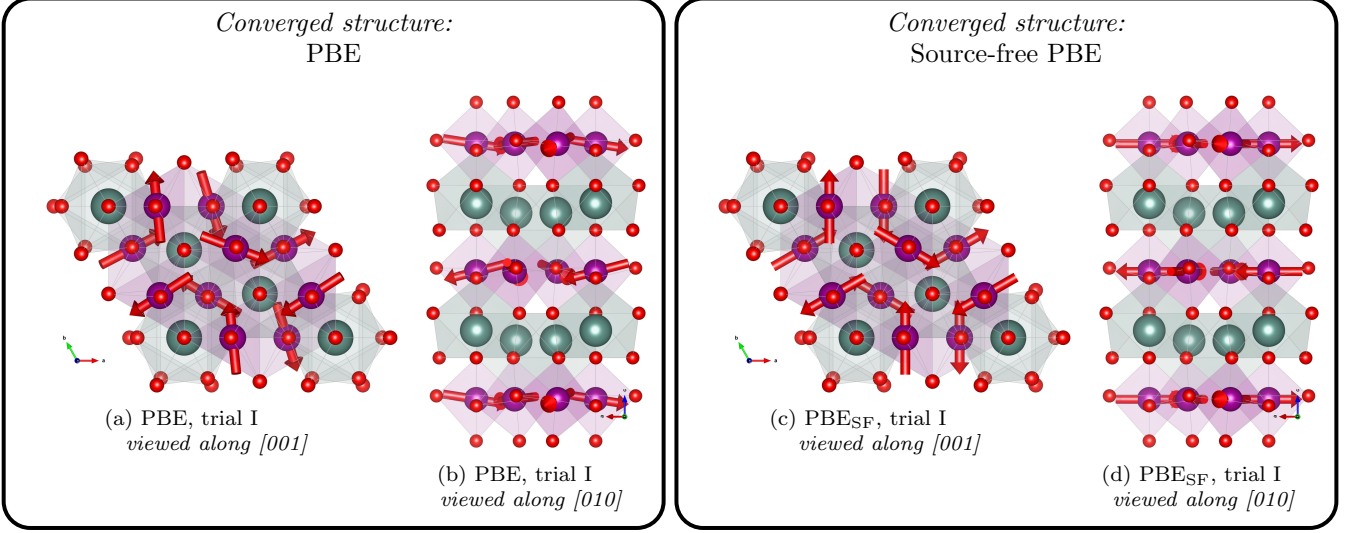 Converged structure:
PBE
(a) PBE, trial I
viewed along [001]
(b) PBE, trial I
viewed along [010]
Converged structure:
Source-free PBE
(c) PBE_SF, trial I
viewed along [001]
(d) PBE_SF, trial I
viewed along [010]
b
a
b
a